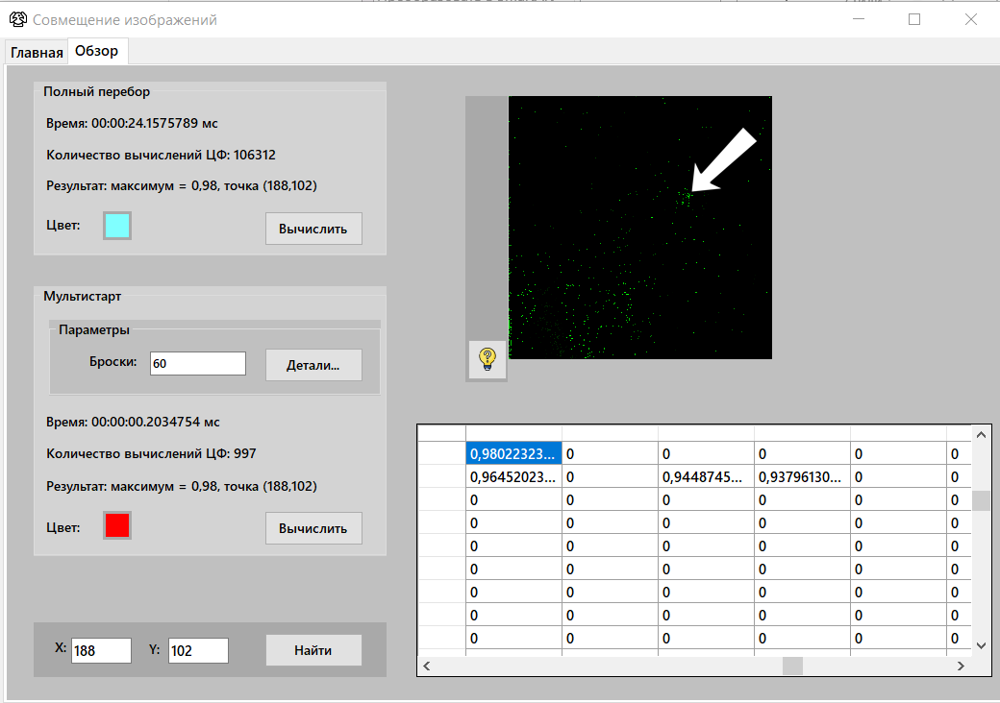 Совмещение изображений
Главная
Обзор
Полный перебор
Время: 00:00:24.1575789 мс
Количество вычислений ЦФ: 106312
Результат: максимум = 0,98, точка (188,102)
Цвет:
Вычислить
Мультистарт
Параметры
Броски: 60
Детали...
Время: 00:00:00.2034754 мс
Количество вычислений ЦФ: 997
Результат: максимум = 0,98, точка (188,102)
Цвет:
Вычислить
X: 188 Y: 102
Найти
0,98022323... 0 0 0 0 0
0,96452023... 0 0,9448745... 0,93796130... 0 0
0 0 0 0 0 0
0 0 0 0 0 0
0 0 0 0 0 0
0 0 0 0 0 0
0 0 0 0 0 0
0 0 0 0 0 0
0 0 0 0 0 0